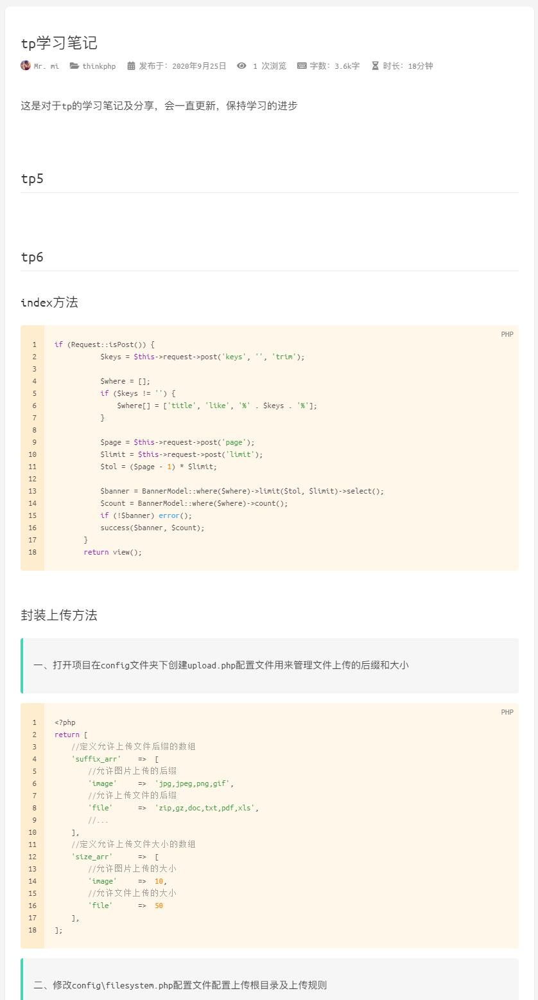 tp学习笔记
Mr. mi thinkphp 发布于: 2020年9月25日 1 次浏览 字数: 3.6k字 时长: 18分钟
这是对于tp的学习笔记及分享，会一直更新，保持学习的进步
tp5
tp6
index方法
PHP
1 if (Request::isPost()) {
2            $keys = $this->request->post('keys', '', 'trim');
3
4            $where = [];
5            if ($keys != '') {
6                $where[] = ['title', 'like', '%' . $keys . '%'];
7            }
8
9            $page = $this->request->post('page');
10            $limit = $this->request->post('limit');
11            $tol = ($page - 1) * $limit;
12
13            $banner = BannerModel::where($where)->limit($tol, $limit)->select();
14            $count = BannerModel::where($where)->count();
15            if (!$banner) error();
16            success($banner, $count);
17        }
18        return view();
封装上传方法
一、打开项目在config文件夹下创建upload.php配置文件用来管理文件上传的后缀和大小
PHP
1 <?php
2 return [
3     //定义允许上传文件后缀的数组
4     'suffix_arr'    =>  [
5         //允许图片上传的后缀
6         'image'     =>  'jpg,jpeg,png,gif',
7         //允许上传文件的后缀
8         'file'      =>  'zip,gz,doc,txt,pdf,xls',
9         //...
10     ],
11     //定义允许上传文件大小的数组
12     'size_arr'      =>  [
13         //允许图片上传的大小
14         'image'     =>  10,
15         //允许文件上传的大小
16         'file'      =>  50
17     ],
18 ];
二、修改config\filesystem.php配置文件配置上传根目录及上传规则